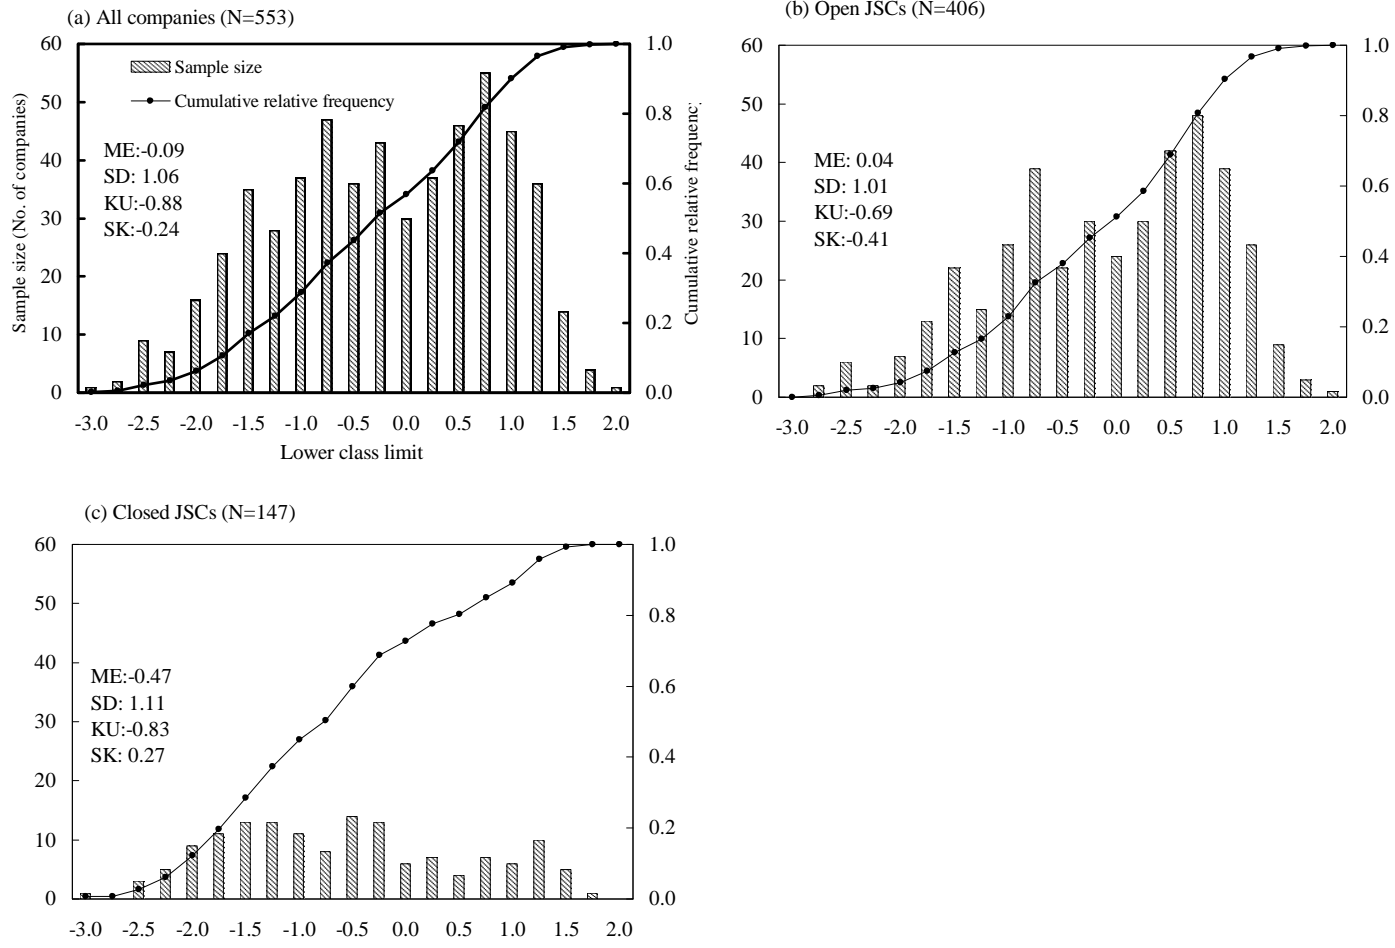 (a) All companies (N=553)
60
50
40
30
20
10
0
Sample size (No. of companies)
Sample size
Cumulative relative frequency
ME:-0.09
SD: 1.06
KU:-0.88
SK:-0.24
1.0
0.8
0.6
0.4
0.2
0.0
Cumulative relative frequency
-3.0 -2.5 -2.0 -1.5 -1.0 -0.5 0.0 0.5 1.0 1.5 2.0
Lower class limit
(b) Open JSCs (N=406)
60
50
40
30
20
10
0
ME: 0.04
SD: 1.01
KU:-0.69
SK:-0.41
1.0
0.8
0.6
0.4
0.2
0.0
-3.0 -2.5 -2.0 -1.5 -1.0 -0.5 0.0 0.5 1.0 1.5 2.0
(c) Closed JSCs (N=147)
60
50
40
30
20
10
0
ME:-0.47
SD: 1.11
KU:-0.83
SK: 0.27
1.0
0.8
0.6
0.4
0.2
0.0
-3.0 -2.5 -2.0 -1.5 -1.0 -0.5 0.0 0.5 1.0 1.5 2.0